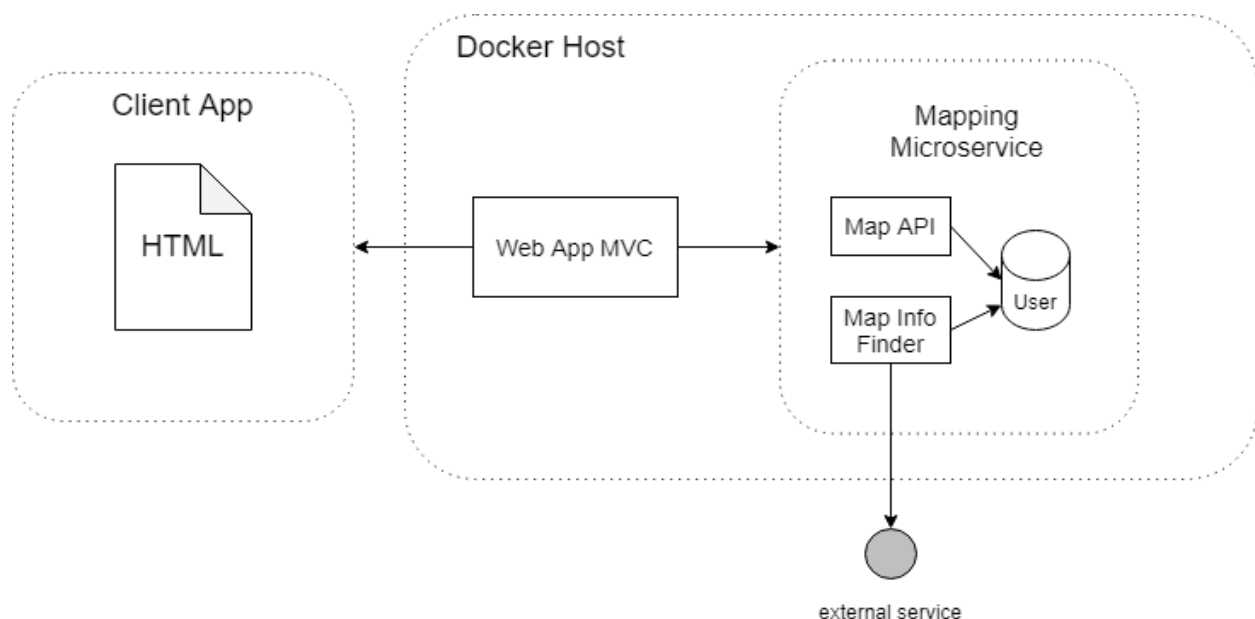 Docker Host
Client App
Mapping
Microservice
HTML
Web App MVC
Map API
User
Map Info
Finder
external service